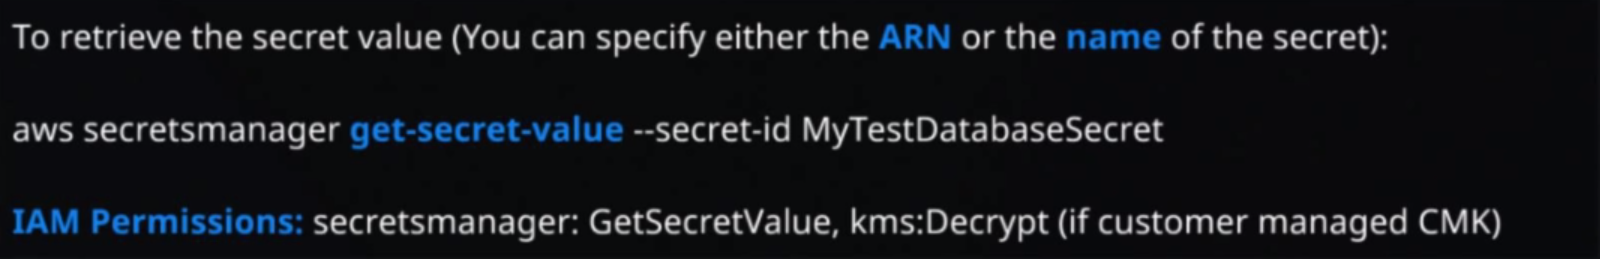 To retrieve the secret value (You can specify either the ARN or the name of the secret):
aws secretsmanager get-secret-value --secret-id MyTestDatabaseSecret
IAM Permissions: secretsmanager: GetSecretValue, kms:Decrypt (if customer managed CMK)